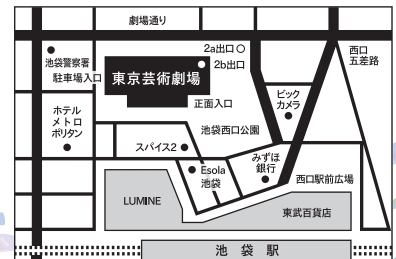 劇場通り
2a出口
西口
五差路
池袋警察署
2b出口
駐車場入口
東京芸術劇場
正面入口
ビック
カメラ
ホテル
メトロ
ポリタン
池袋西口公園
スパイス2
みずほ
銀行
Esola
池袋
西口駅前広場
LUMINE
東武百貨店
池袋駅